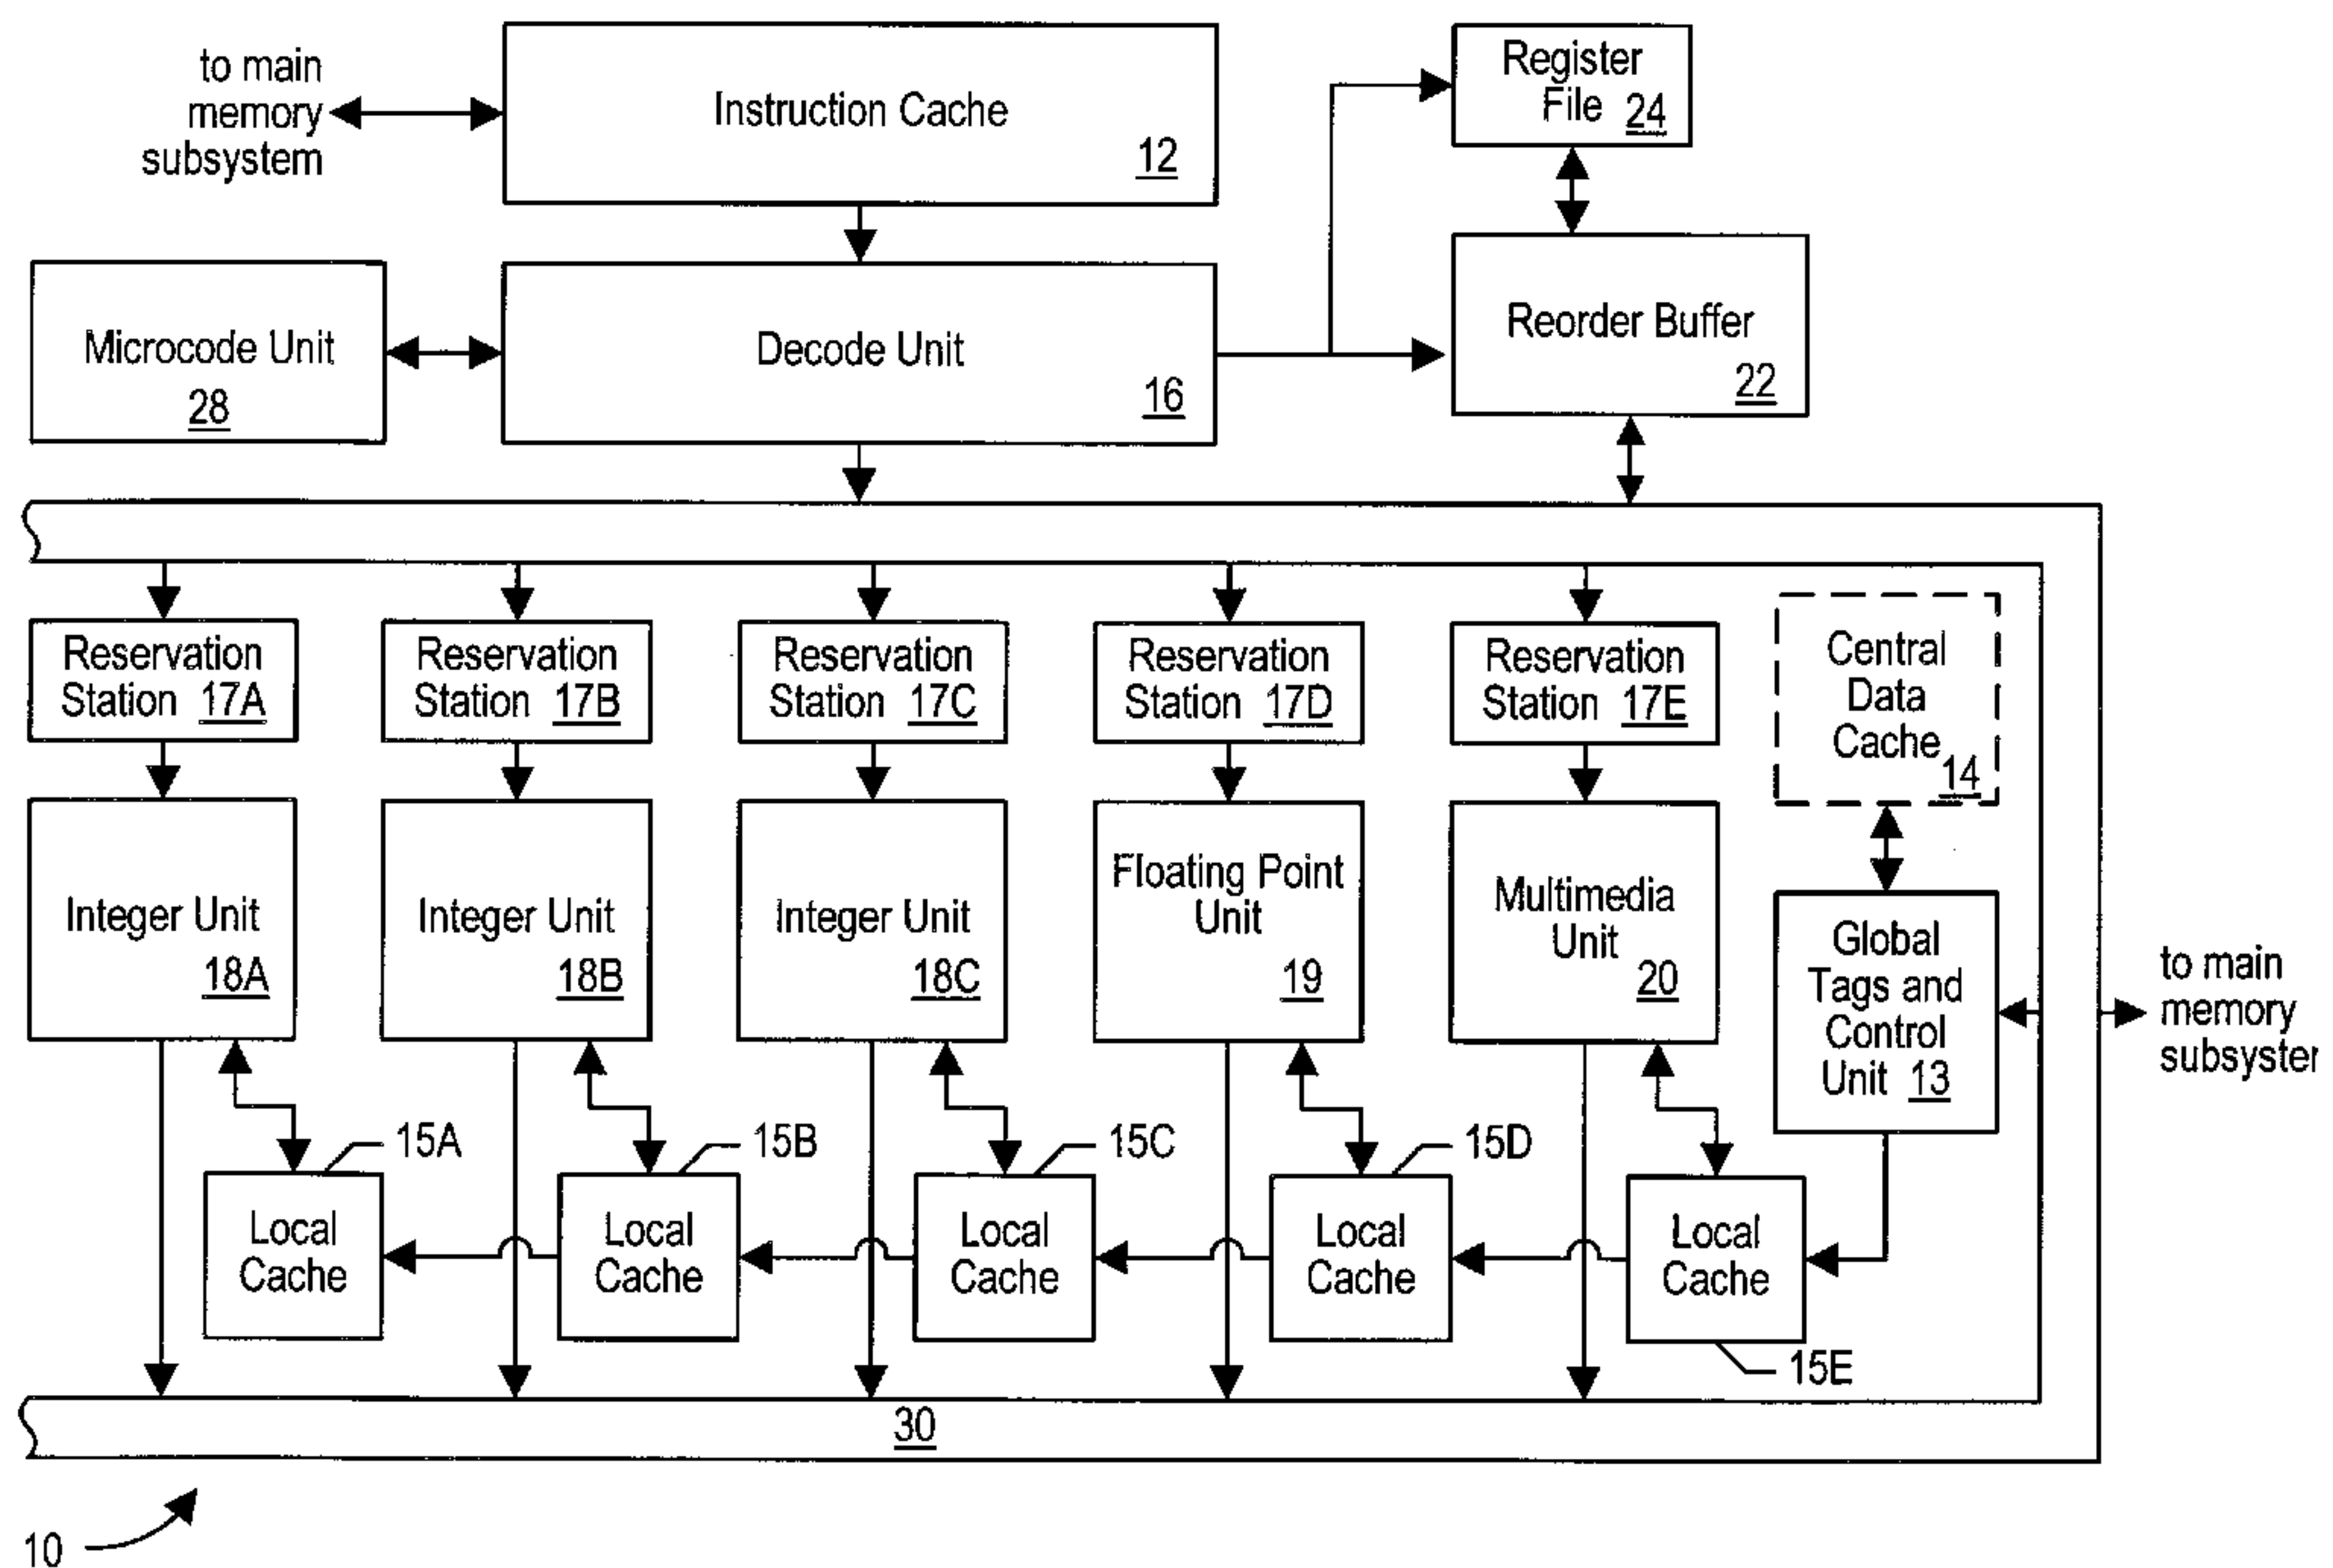 to main
memory
subsystem
Instruction Cache
12
Register
File 24
Microcode Unit
28
Decode Unit
16
Reorder Buffer
22
Reservation
Station 17A
Reservation
Station 17B
Reservation
Station 17C
Reservation
Station 17D
Reservation
Station 17E
Central
Data
Cache
14
Integer Unit
18A
Integer Unit
18B
Integer Unit
18C
Floating Point
Unit
19
Multimedia
Unit
20
Global
Tags and
Control
Unit 13
to main
memory
subsyster
15A
15B
15C
15D
Local
Cache
Local
Cache
Local
Cache
Local
Cache
Local
Cache
15E
30
10